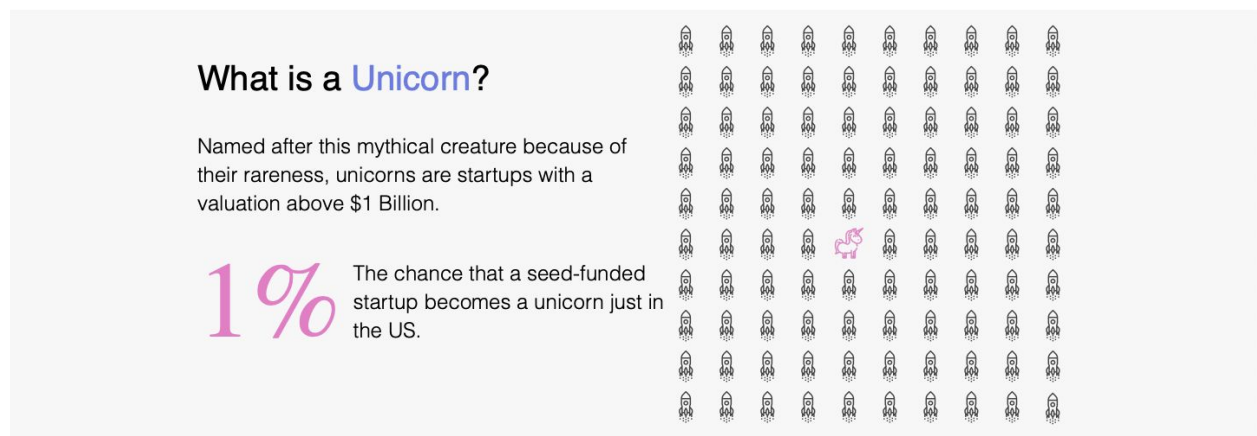 What is a Unicorn?
Named after this mythical creature because of
their rareness, unicorns are startups with a
valuation above $1 Billion.
1%
The chance that a seed-funded
startup becomes a unicorn just in
the US.